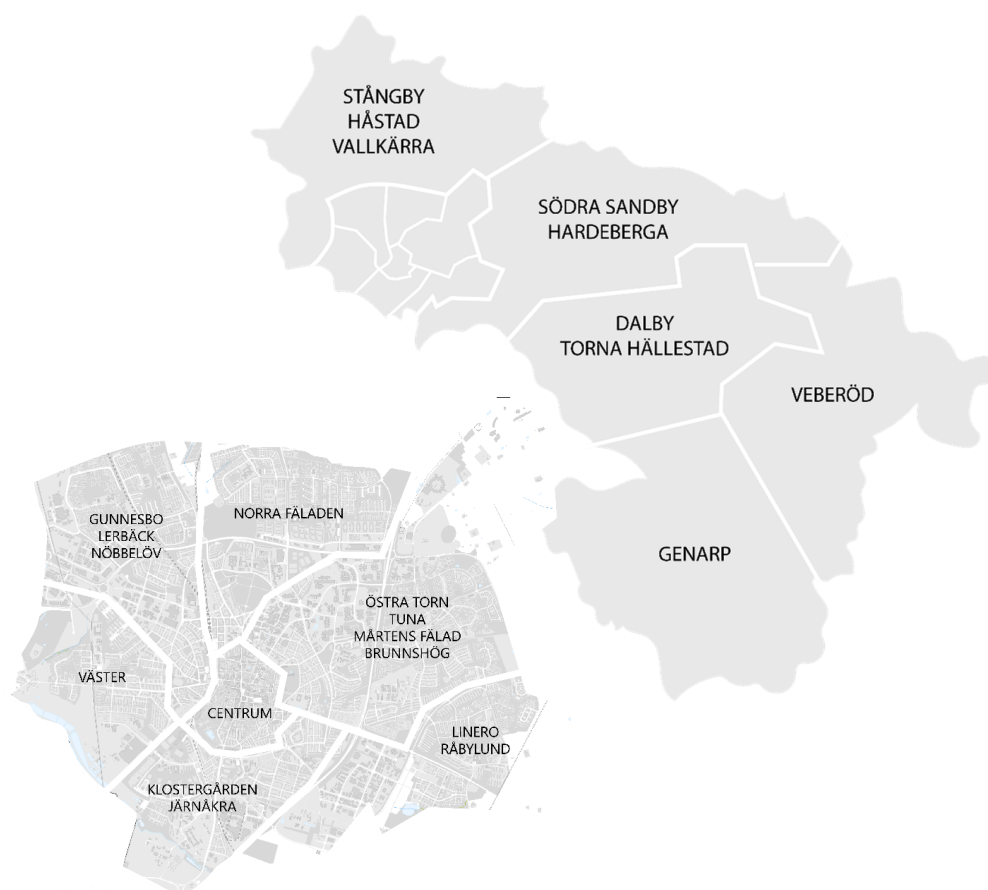 STÅNGBY
HÅSTAD
VALLKÄRRA
SÖDRA SANDBY
HARDEBERGA
DALBY
TORNA HÄLLESTAD
VEBERÖD
GENARP
GUNNESBO
LERBÄCK
NÖBBELÖV
NORRA FÄLADEN
ÖSTRA TORN
TUNA
MÅRTENS FÄLAD
BRUNNSHÖG
VÄSTER
CENTRUM
LINERO
RÅBYLUND
KLOSTERGÅRDEN
JÄRNÅKRA